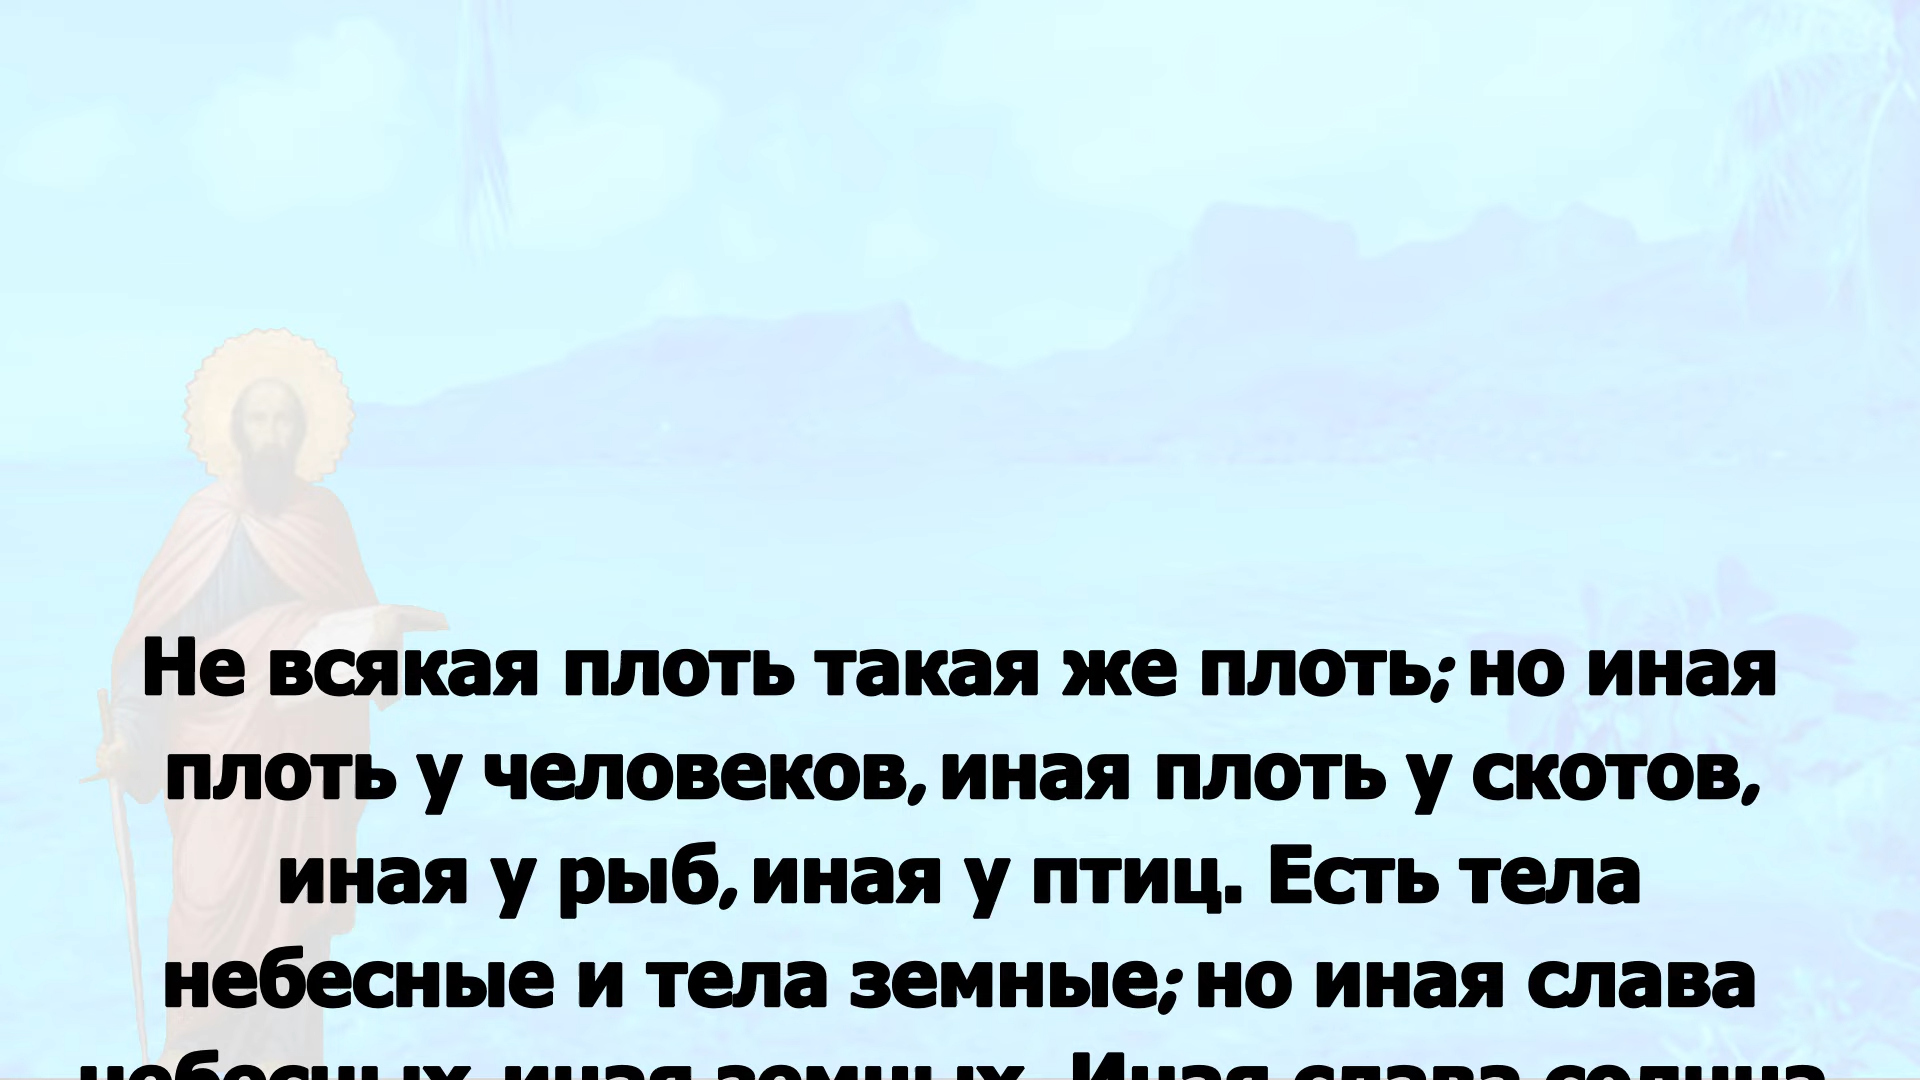 Не всякая плоть такая же плоть; но иная
плоть у человеков, иная плоть у скотов,
иная у рыб, иная у птиц. Есть тела
небесные и тела земные; но иная слава
небесных, иная земных. Иная слава солнца